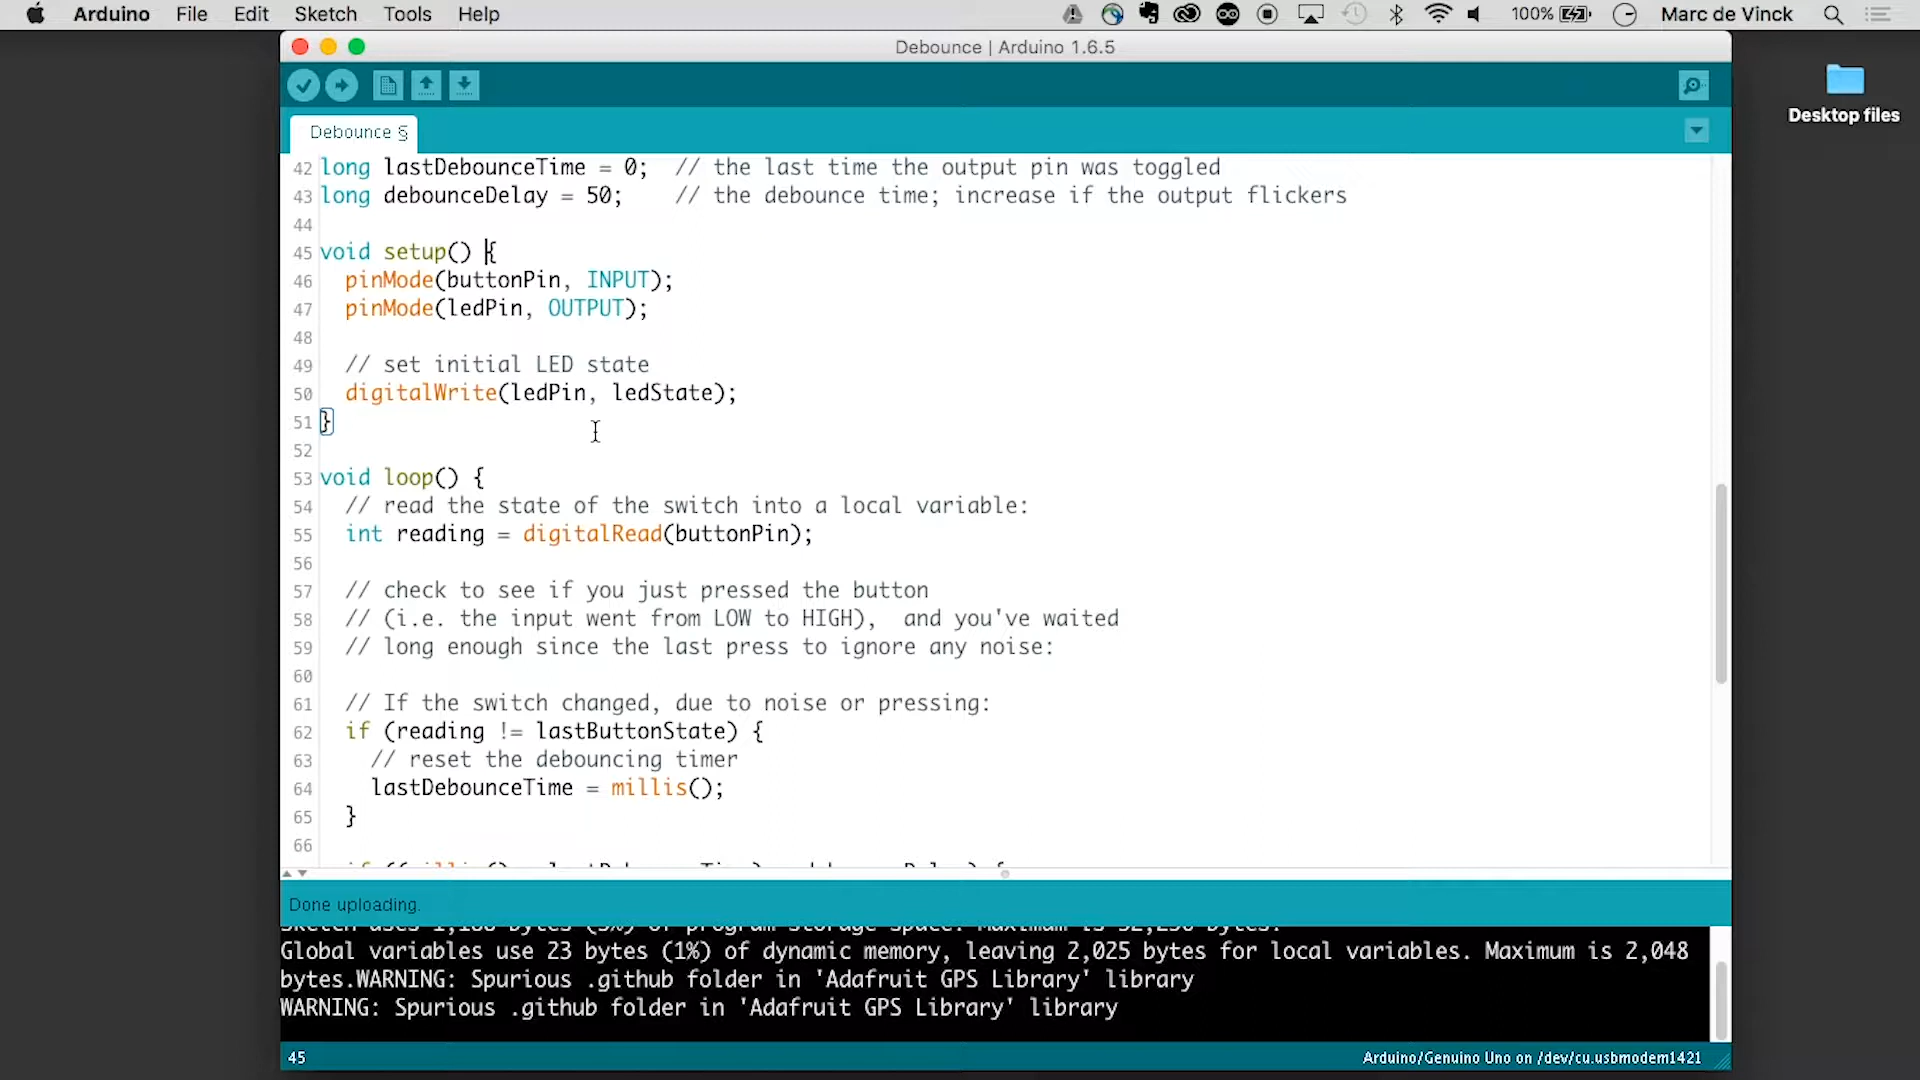 Arduino File Edit Sketch Tools Help 100% Marc de Vinck
Debounce | Arduino 1.6.5
Desktop files
Debounce §
42 long lastDebounceTime = 0;  // the last time the output pin was toggled
43 long debounceDelay = 50;    // the debounce time; increase if the output flickers
44
45 void setup() {
46   pinMode(buttonPin, INPUT);
47   pinMode(ledPin, OUTPUT);
48
49   // set initial LED state
50   digitalWrite(ledPin, ledState);
51 }
52
53 void loop() {
54   // read the state of the switch into a local variable:
55   int reading = digitalRead(buttonPin);
56
57   // check to see if you just pressed the button
58   // (i.e. the input went from LOW to HIGH),  and you've waited
59   // long enough since the last press to ignore any noise:
60
61   // If the switch changed, due to noise or pressing:
62   if (reading != lastButtonState) {
63     // reset the debouncing timer
64     lastDebounceTime = millis();
65   }
66
Done uploading.
Global variables use 23 bytes (1%) of dynamic memory, leaving 2,025 bytes for local variables. Maximum is 2,048
bytes.WARNING: Spurious .github folder in 'Adafruit GPS Library' library
WARNING: Spurious .github folder in 'Adafruit GPS Library' library
45 Arduino/Genuino Uno on /dev/cu.usbmodem1421